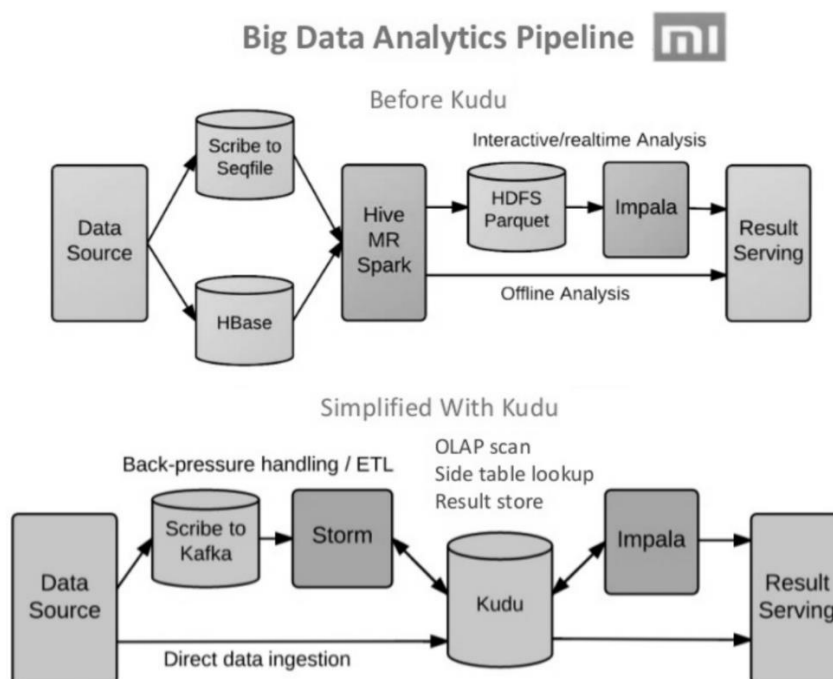 Big Data Analytics Pipeline
mi
Before Kudu
Interactive/realtime Analysis
Scribe to
Seqfile
Data
Source
HBase
Hive
MR
Spark
HDFS
Parquet
Impala
Result
Serving
Offline Analysis
Simplified With Kudu
OLAP scan
Side table lookup
Result store
Back-pressure handling / ETL
Data
Source
Scribe to
Kafka
Storm
Kudu
Impala
Result
Serving
Direct data ingestion